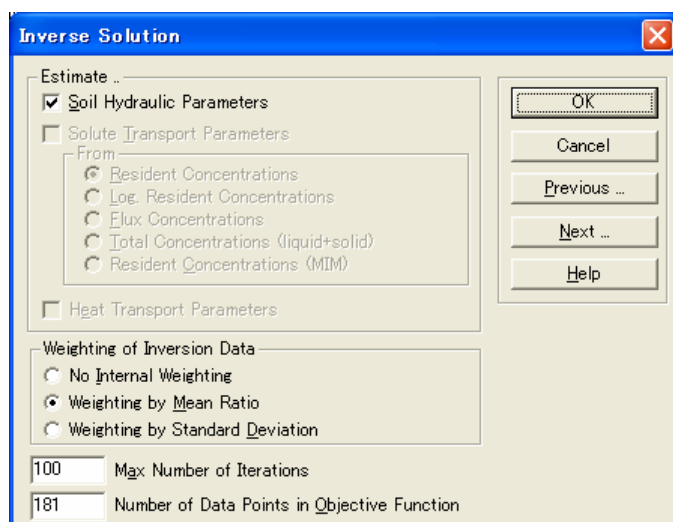 Inverse Solution
Estimate ..
Soil Hydraulic Parameters
Solute Transport Parameters
From
Resident Concentrations
Log. Resident Concentrations
Flux Concentrations
Total Concentrations (liquid+solid)
Resident Concentrations (MIM)
Heat Transport Parameters
Weighting of Inversion Data
No Internal Weighting
Weighting by Mean Ratio
Weighting by Standard Deviation
100 Max Number of Iterations
181 Number of Data Points in Objective Function
OK
Cancel
Previous ...
Next ...
Help